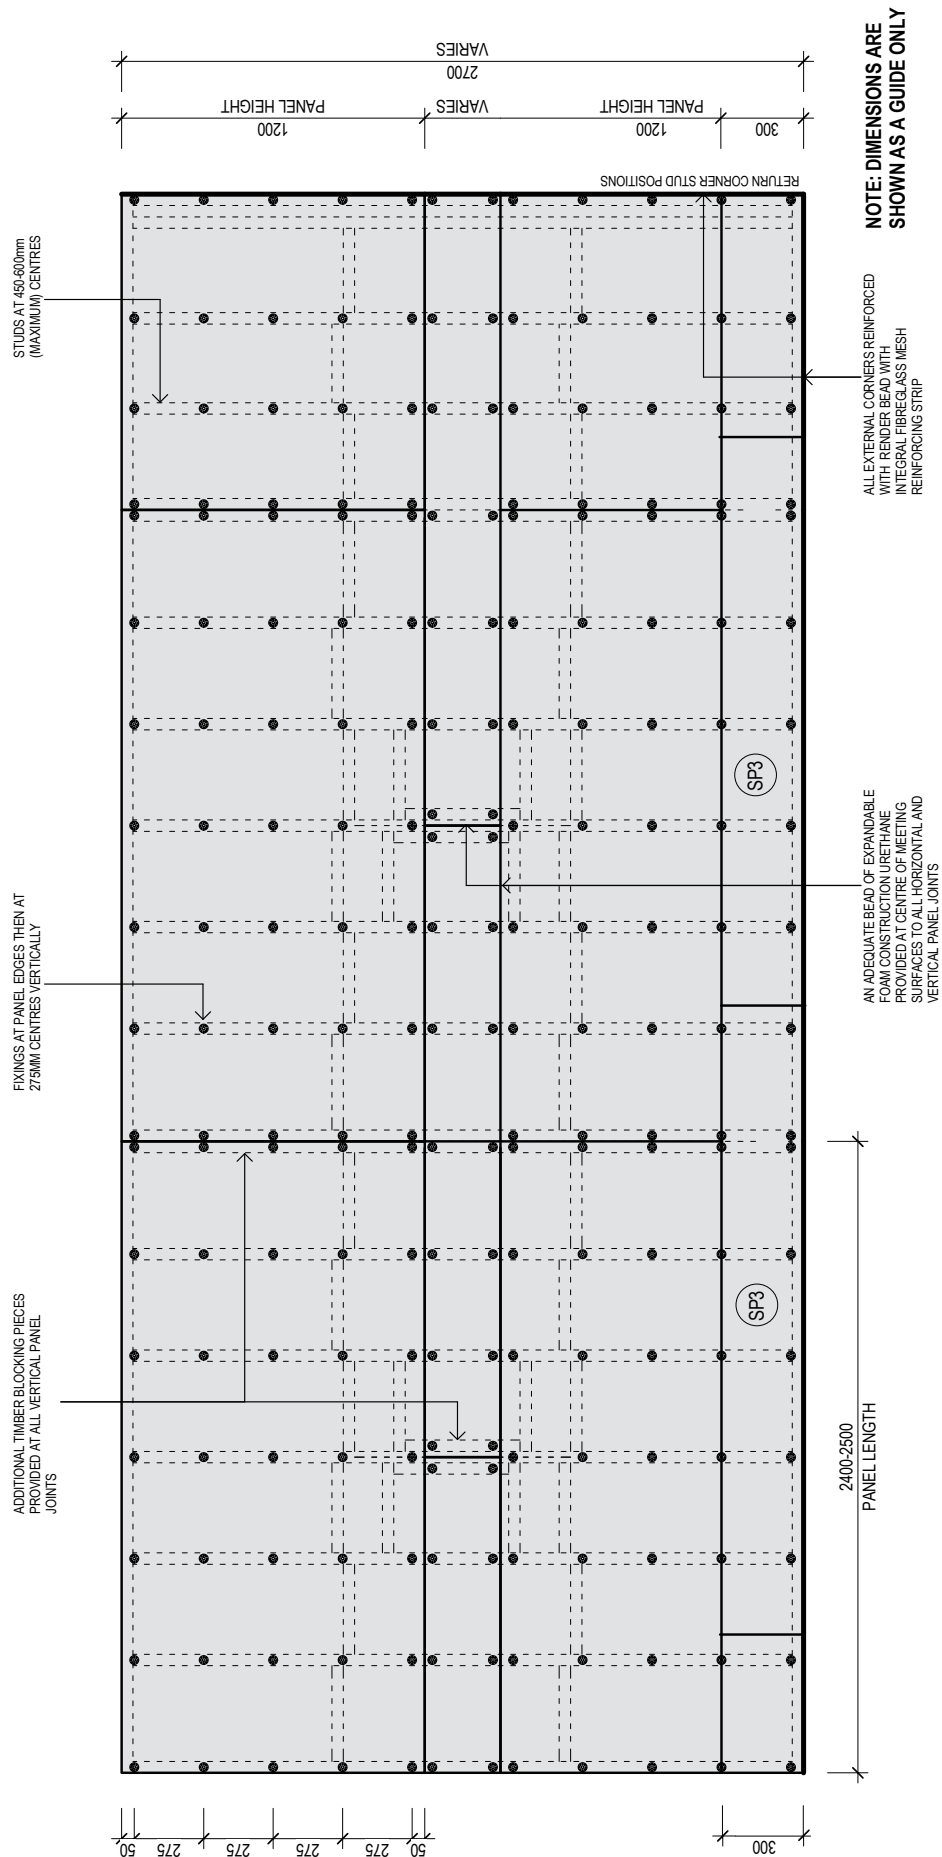 STUDS AT 450-600mm
(MAXIMUM) CENTRES
FIXINGS AT PANEL EDGES THEN AT
275MM CENTRES VERTICALLY
ADDITIONAL TIMBER BLOCKING PIECES
PROVIDED AT ALL VERTICAL PANEL
JOINTS
VARIES
2700
PANEL HEIGHT
1200
VARIES
PANEL HEIGHT
1200
300
RETURN CORNER STUD POSITIONS
NOTE: DIMENSIONS ARE
SHOWN AS A GUIDE ONLY
ALL EXTERNAL CORNERS REINFORCED
WITH RENDER BEAD WITH
INTEGRAL FIBREGLASS MESH
REINFORCING STRIP
AN ADEQUATE BEAD OF EXPANDABLE
FOAM CONSTRUCTION URETHANE
PROVIDED AT CENTRE OF MEETING
SURFACES TO ALL HORIZONTAL AND
VERTICAL PANEL JOINTS
SP3
SP3
2400-2500
PANEL LENGTH
50
275
275
275
275
50
300